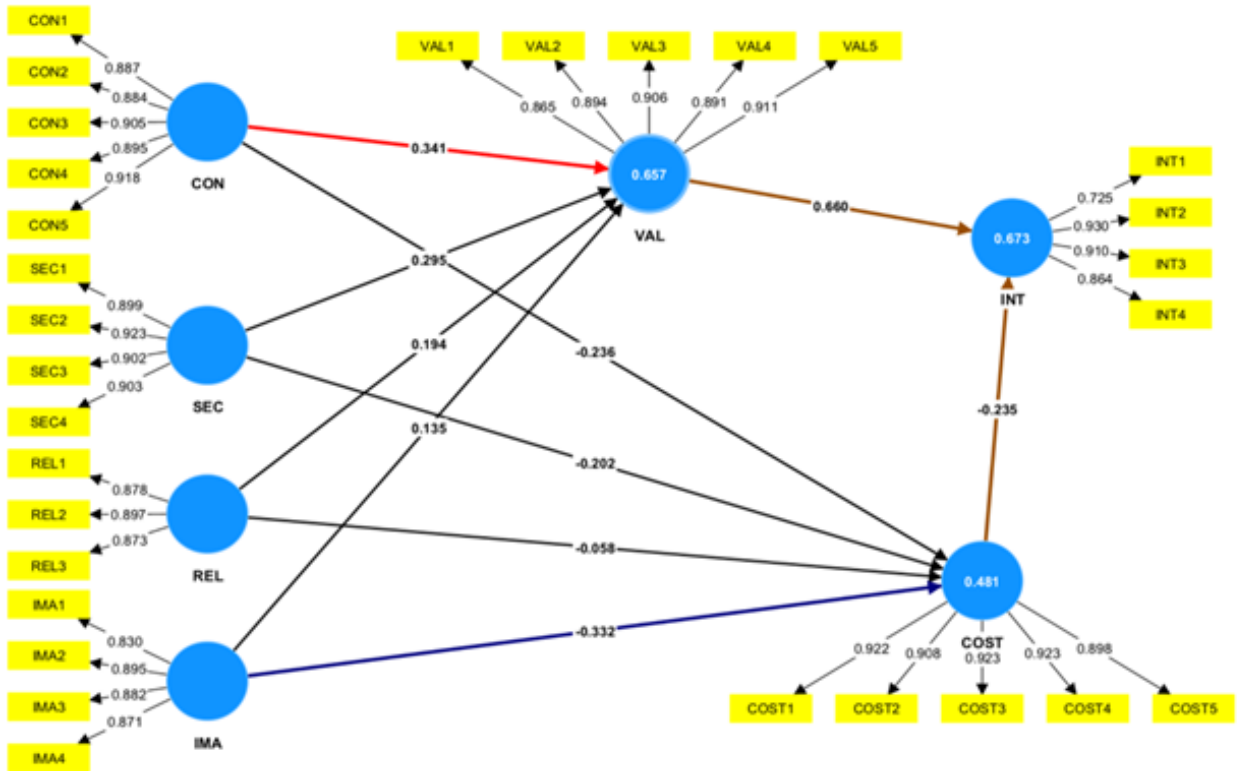 CON1
CON2
CON3
CON4
CON5
0.887
0.884
0.905
0.895
0.918
CON
SEC1
SEC2
SEC3
SEC4
0.899
0.923
0.902
0.903
SEC
REL1
REL2
REL3
0.878
0.897
0.873
REL
IMA1
IMA2
IMA3
IMA4
0.830
0.895
0.882
0.871
IMA
VAL1
VAL2
VAL3
VAL4
VAL5
0.865
0.894
0.906
0.891
0.911
0.657
VAL
0.341
0.295
0.194
0.135
-0.236
-0.202
-0.058
-0.332
0.660
-0.235
0.673
INT
0.725
0.930
0.910
0.864
INT1
INT2
INT3
INT4
0.481
COST
0.922
0.908
0.923
0.923
0.898
COST1
COST2
COST3
COST4
COST5